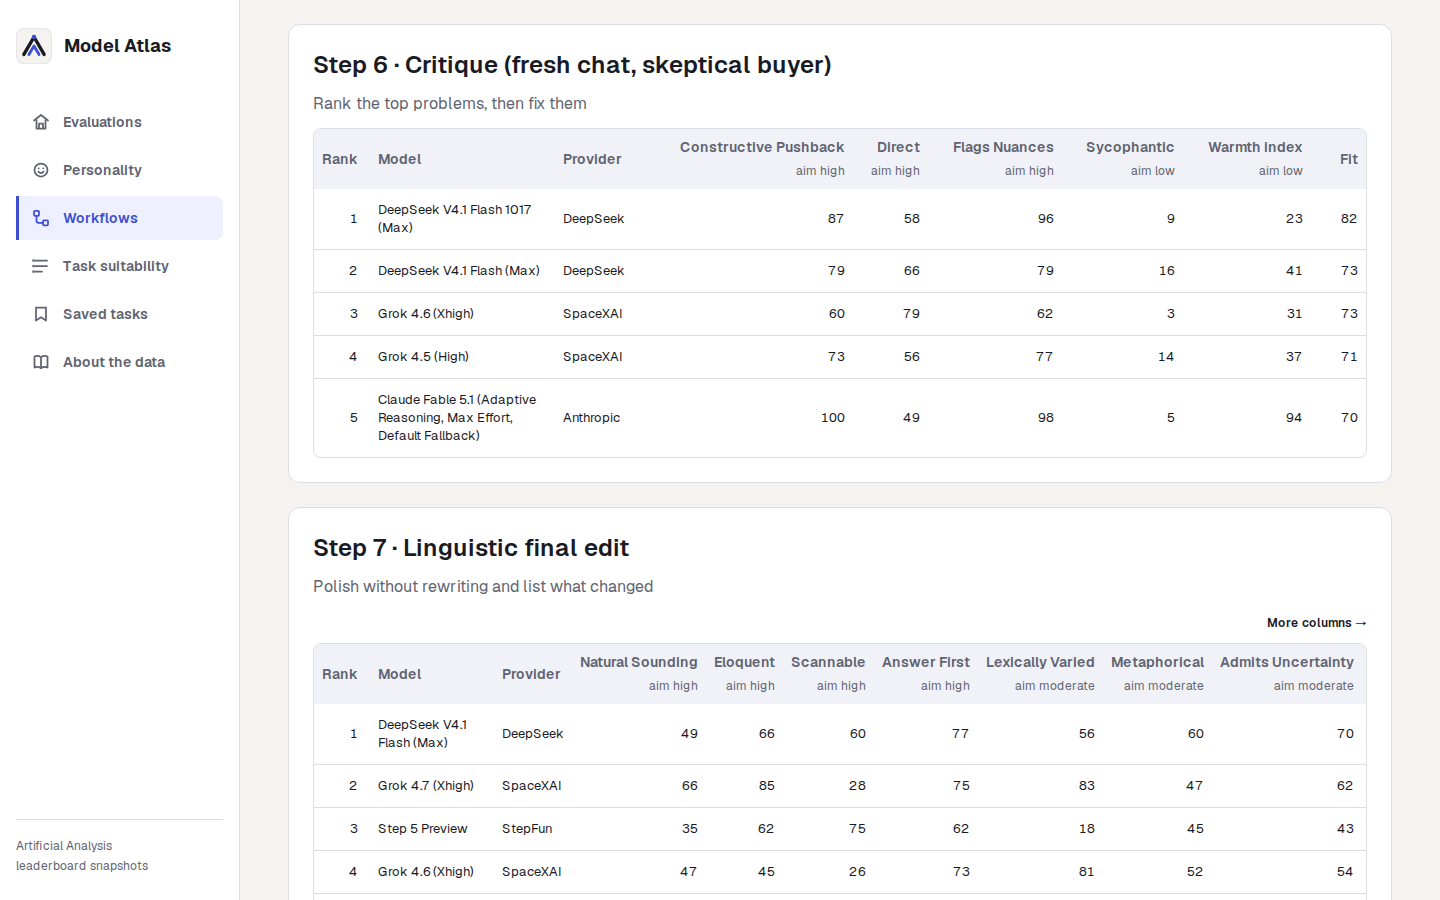 Model Atlas
Evaluations
Personality
Workflows
Task suitability
Saved tasks
About the data
Artificial Analysis
leaderboard snapshots
Step 6 · Critique (fresh chat, skeptical buyer)
Rank the top problems, then fix them
Rank Model Provider Constructive Pushback aim high Direct aim high Flags Nuances aim high Sycophantic aim low Warmth Index aim low Fit
1 DeepSeek V4.1 Flash 1017 (Max) DeepSeek 87 58 96 9 23 82
2 DeepSeek V4.1 Flash (Max) DeepSeek 79 66 79 16 41 73
3 Grok 4.6 (Xhigh) SpaceXAI 60 79 62 3 31 73
4 Grok 4.5 (High) SpaceXAI 73 56 77 14 37 71
5 Claude Fable 5.1 (Adaptive Reasoning, Max Effort, Default Fallback) Anthropic 100 49 98 5 94 70
Step 7 · Linguistic final edit
Polish without rewriting and list what changed
More columns →
Rank Model Provider Natural Sounding aim high Eloquent aim high Scannable aim high Answer First aim high Lexically Varied aim moderate Metaphorical aim moderate Admits Uncertainty aim moderate
1 DeepSeek V4.1 Flash (Max) DeepSeek 49 66 60 77 56 60 70
2 Grok 4.7 (Xhigh) SpaceXAI 66 85 28 75 83 47 62
3 Step 5 Preview StepFun 35 62 75 62 18 45 43
4 Grok 4.6 (Xhigh) SpaceXAI 47 45 26 73 81 52 54